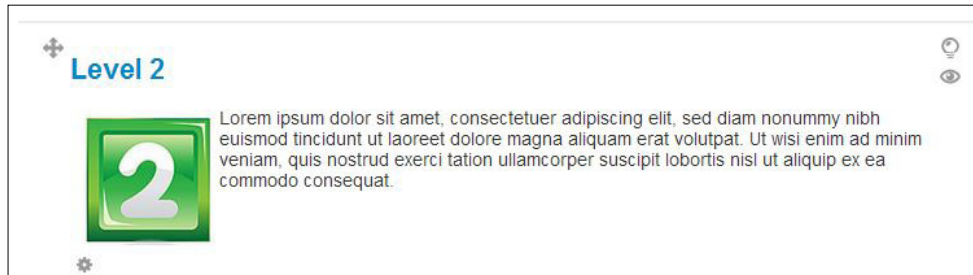 Level 2
2
Lorem ipsum dolor sit amet, consectetuer adipiscing elit, sed diam nonummy nibh
euismod tincidunt ut laoreet dolore magna aliquam erat volutpat. Ut wisi enim ad minim
veniam, quis nostrud exerci tation ullamcorper suscipit lobortis nisl ut aliquip ex ea
commodo consequat.